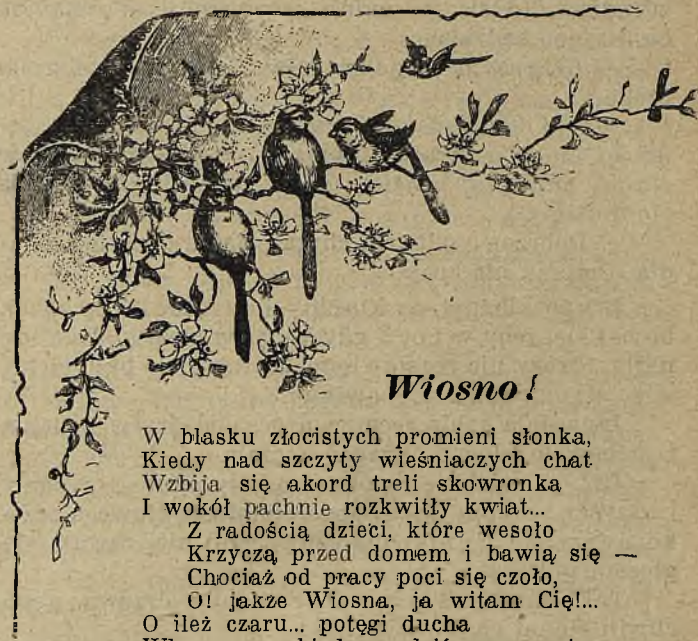 Wiosno!
W blasku złocistych promieni słonka,
Kiedy nad szczyty wieśniaczych chat
Wzbija się akord treli skowronka
I wokół pachnie rozkwitły kwiat...
Z radością dzieci, które wesoło
Krzyczą przed domem i bawią się —
Chociaż od pracy poci się czoło,
O! jakże Wiosna, ja witam Cię!...
O ileż czaru... potęgi ducha